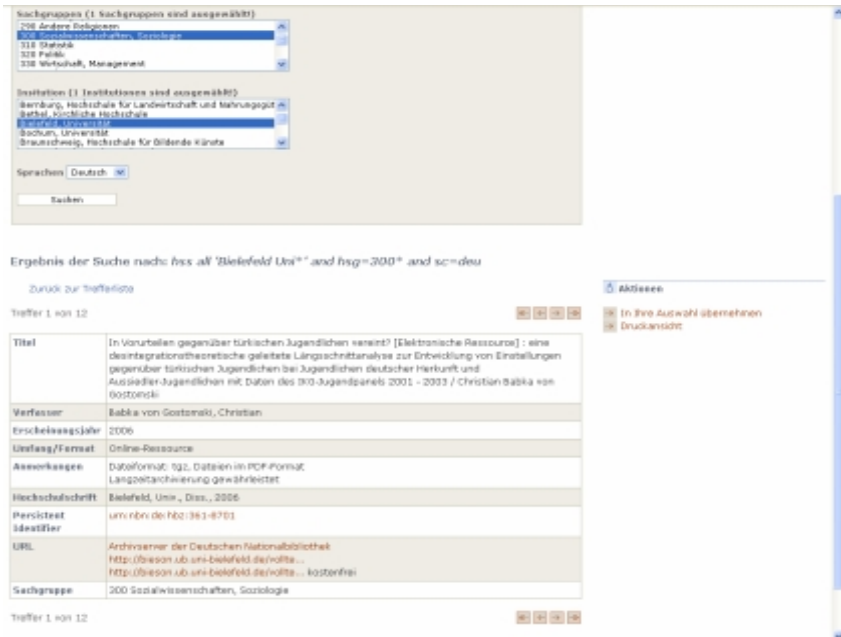 Sachgruppen (1 Sachgruppen sind ausgewählt!)
290 Andere Religionen
300 Sozialwissenschaften, Soziologie
310 Statistik
320 Politik
330 Wirtschaft, Management
Institution (1 Institutionen sind ausgewählt!)
Bernburg, Hochschule für Landwirtschaft und Nahrungsgüt
Bethel, Kirchliche Hochschule
Bielefeld, Universität
Bochum, Universität
Braunschweig, Hochschule für Bildende Künste
Sprachen Deutsch
Suchen
Ergebnis der Suche nach: hss all 'Bielefeld Uni*' and hsg=300* and sc=deu
Zurück zur Trefferliste
Treffer 1 von 12
Aktionen
In Ihre Auswahl übernehmen
Druckansicht
Titel In Vorurteilen gegenüber türkischen Jugendlichen vereint? [Elektronische Ressource] : eine
desintegrationstheoretische geleitete Längsschnittanalyse zur Entwicklung von Einstellungen
gegenüber türkischen Jugendlichen bei Jugendlichen deutscher Herkunft und
Aussiedler-Jugendlichen mit Daten des IKG-Jugendpanels 2001 - 2003 / Christian Babka von
Gostomski
Verfasser Babka von Gostomski, Christian
Erscheinungsjahr 2006
Umfang/Format Online-Ressource
Anmerkungen Dateiformat: tgz, Dateien im PDF-Format
Langzeitarchivierung gewährleistet
Hochschulschrift Bielefeld, Univ., Diss., 2006
Persistent Identifier urn:nbn:de:hbz:361-8701
URL Archivserver der Deutschen Nationalbibliothek
http://bieson.ub.uni-bielefeld.de/vollte...
http://bieson.ub.uni-bielefeld.de/vollte... kostenfrei
Sachgruppe 300 Sozialwissenschaften, Soziologie
Treffer 1 von 12